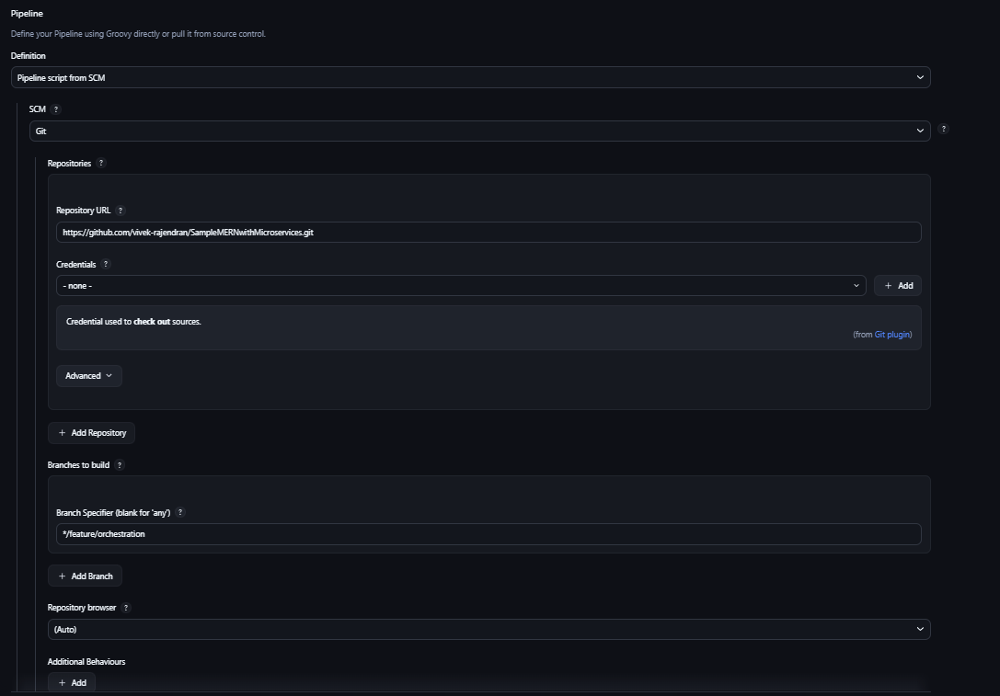 Pipeline
Define your Pipeline using Groovy directly or pull it from source control.
Definition
Pipeline script from SCM
SCM ?
Git
?
Repositories ?
Repository URL ?
https://github.com/vivek-rajendran/SampleMERNwithMicroservices.git
Credentials ?
- none -
+ Add
Credential used to check out sources.
(from Git plugin)
Advanced
+ Add Repository
Branches to build ?
Branch Specifier (blank for 'any') ?
*/feature/orchestration
+ Add Branch
Repository browser ?
(Auto)
Additional Behaviours
+ Add